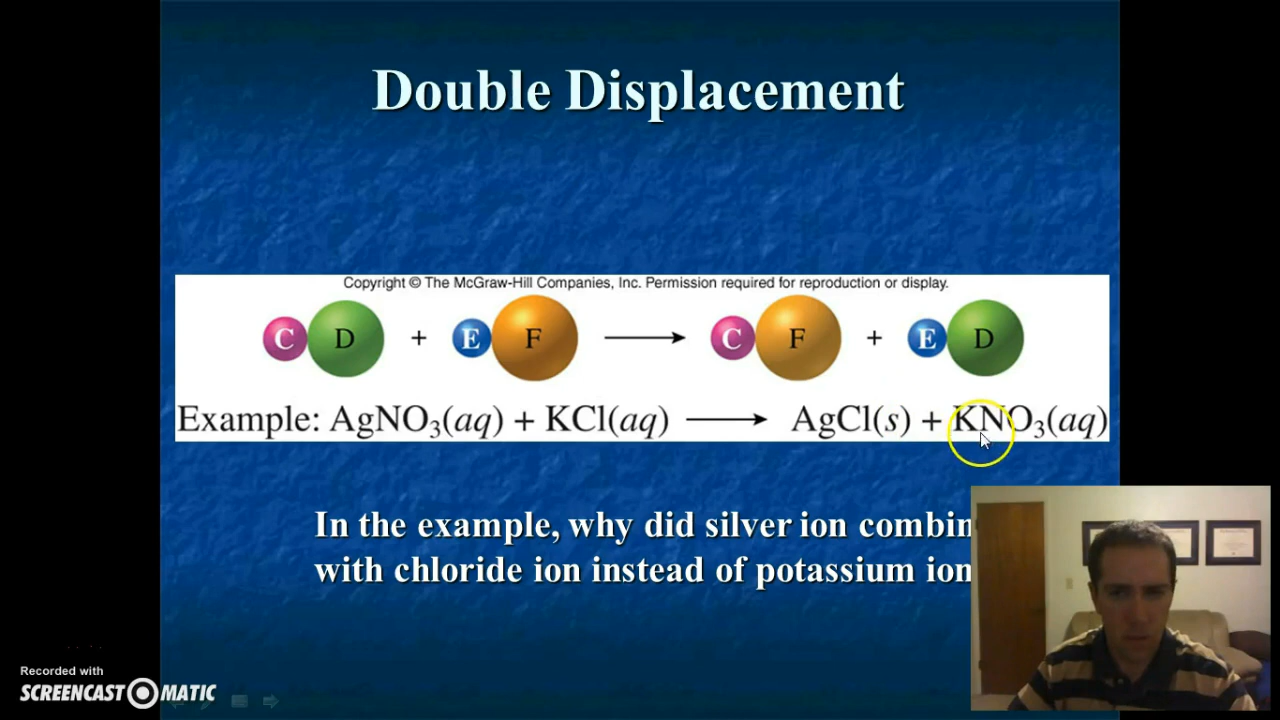 Double Displacement
Copyright © The McGraw-Hill Companies, Inc. Permission required for reproduction or display.
C D + E F ⟶ C F + E D
Example: AgNO₃(aq) + KCl(aq) ⟶ AgCl(s) + KNO₃(aq)
In the example, why did silver ion combin
with chloride ion instead of potassium ion
Recorded with
SCREENCAST MATIC